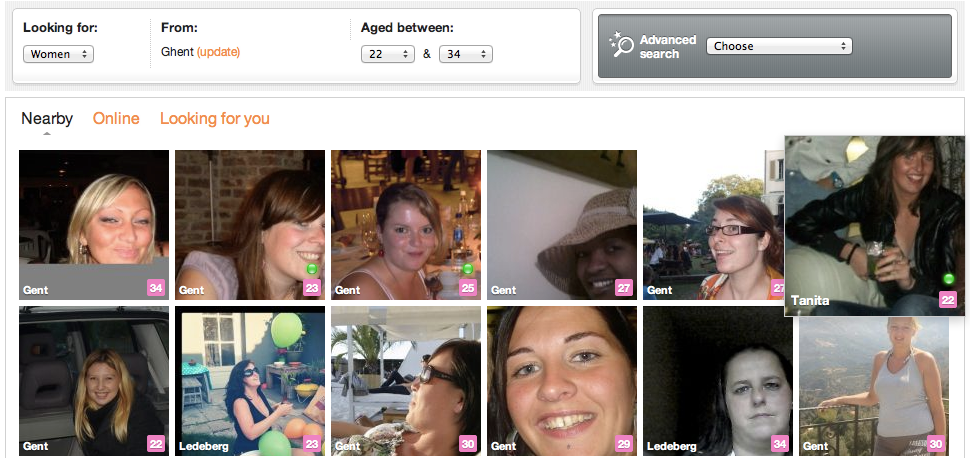 Looking for:
From:
Aged between:
Women
Ghent (update)
22 & 34
Advanced
search
Choose
Nearby Online Looking for you
Gent 34
Gent 23
Gent 25
Gent 27
Gent 27
Tanita 22
Gent 22
Ledeberg 23
Gent 30
Gent 29
Ledeberg 34
Gent 30